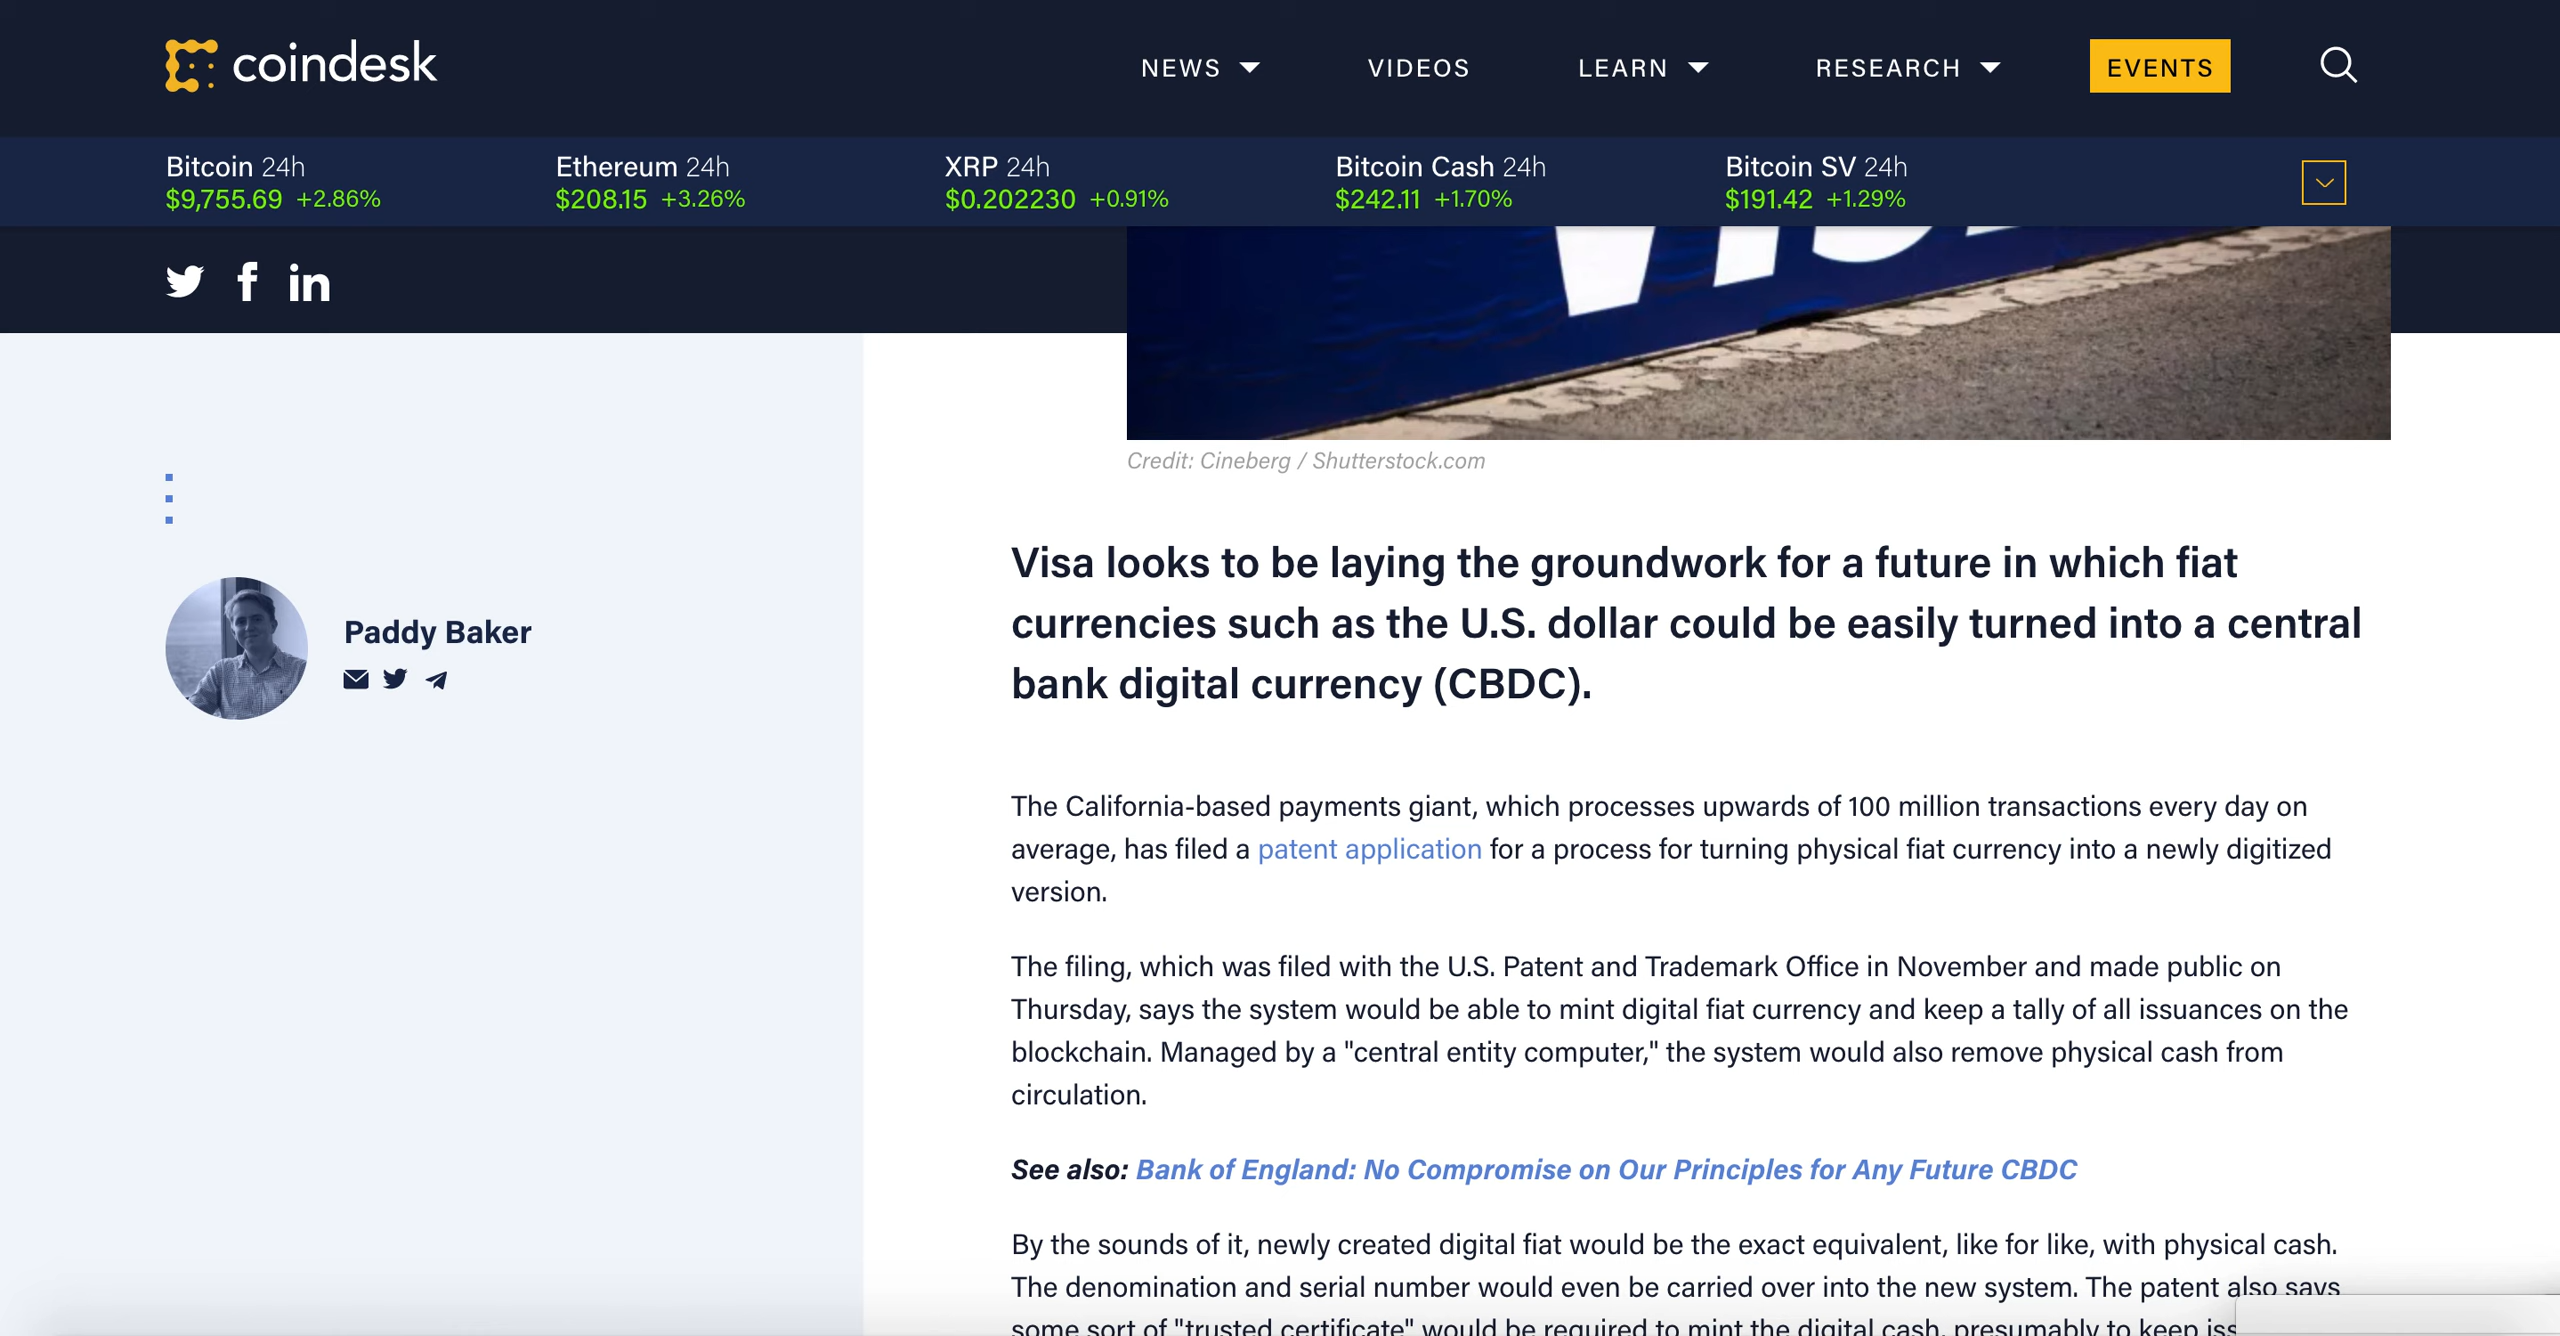 coindesk
NEWS
VIDEOS
LEARN
RESEARCH
EVENTS
Bitcoin 24h
$9,755.69 +2.86%
Ethereum 24h
$208.15 +3.26%
XRP 24h
$0.202230 +0.91%
Bitcoin Cash 24h
$242.11 +1.70%
Bitcoin SV 24h
$191.42 +1.29%
Credit: Cineberg / Shutterstock.com
Paddy Baker
Visa looks to be laying the groundwork for a future in which fiat
currencies such as the U.S. dollar could be easily turned into a central
bank digital currency (CBDC).
The California-based payments giant, which processes upwards of 100 million transactions every day on
average, has filed a patent application for a process for turning physical fiat currency into a newly digitized
version.
The filing, which was filed with the U.S. Patent and Trademark Office in November and made public on
Thursday, says the system would be able to mint digital fiat currency and keep a tally of all issuances on the
blockchain. Managed by a "central entity computer," the system would also remove physical cash from
circulation.
See also: Bank of England: No Compromise on Our Principles for Any Future CBDC
By the sounds of it, newly created digital fiat would be the exact equivalent, like for like, with physical cash.
The denomination and serial number would even be carried over into the new system. The patent also says
some sort of "trusted certificate" would be required to mint the digital cash, presumably to keep